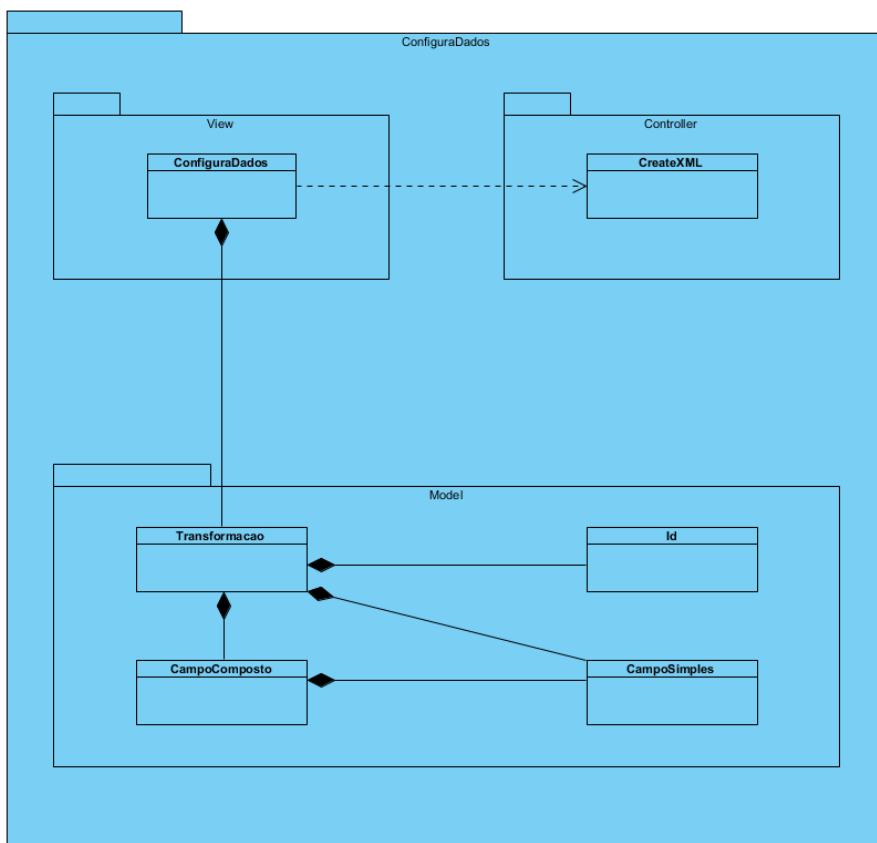 ConfiguraDados
View
Controller
ConfiguraDados
CreateXML
Model
Transformacao
Id
CampoComposto
CampoSimples